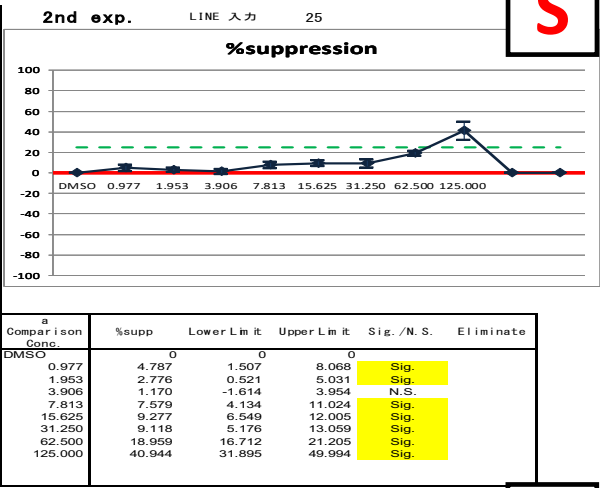 2nd exp. LINE 入力 25
S
%suppression
100
80
60
40
20
0
-20
-40
-60
-80
-100
DMSO 0.977 1.953 3.906 7.813 15.625 31.250 62.500 125.000
a
Comparison
Conc. %supp LowerLimit UpperLimit Sig./N.S. Eliminate
DMSO 0 0 0
0.977 4.787 1.507 8.068 Sig.
1.953 2.776 0.521 5.031 Sig.
3.906 1.170 -1.614 3.954 N.S.
7.813 7.579 4.134 11.024 Sig.
15.625 9.277 6.549 12.005 Sig.
31.250 9.118 5.176 13.059 Sig.
62.500 18.959 16.712 21.205 Sig.
125.000 40.944 31.895 49.994 Sig.